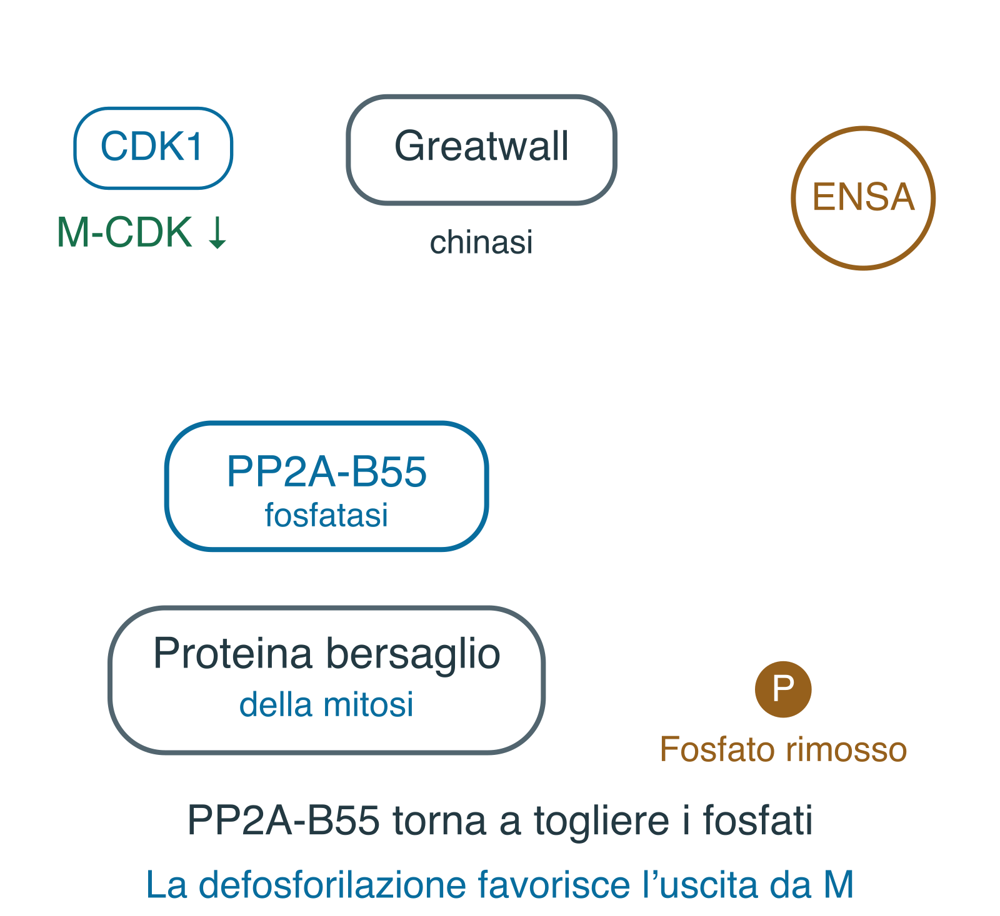 CDK1
M-CDK ↓
Greatwall
chinasi
ENSA
PP2A-B55
fosfatasi
Proteina bersaglio
della mitosi
P
Fosfato rimosso
PP2A-B55 torna a togliere i fosfati
La defosforilazione favorisce l’uscita da M